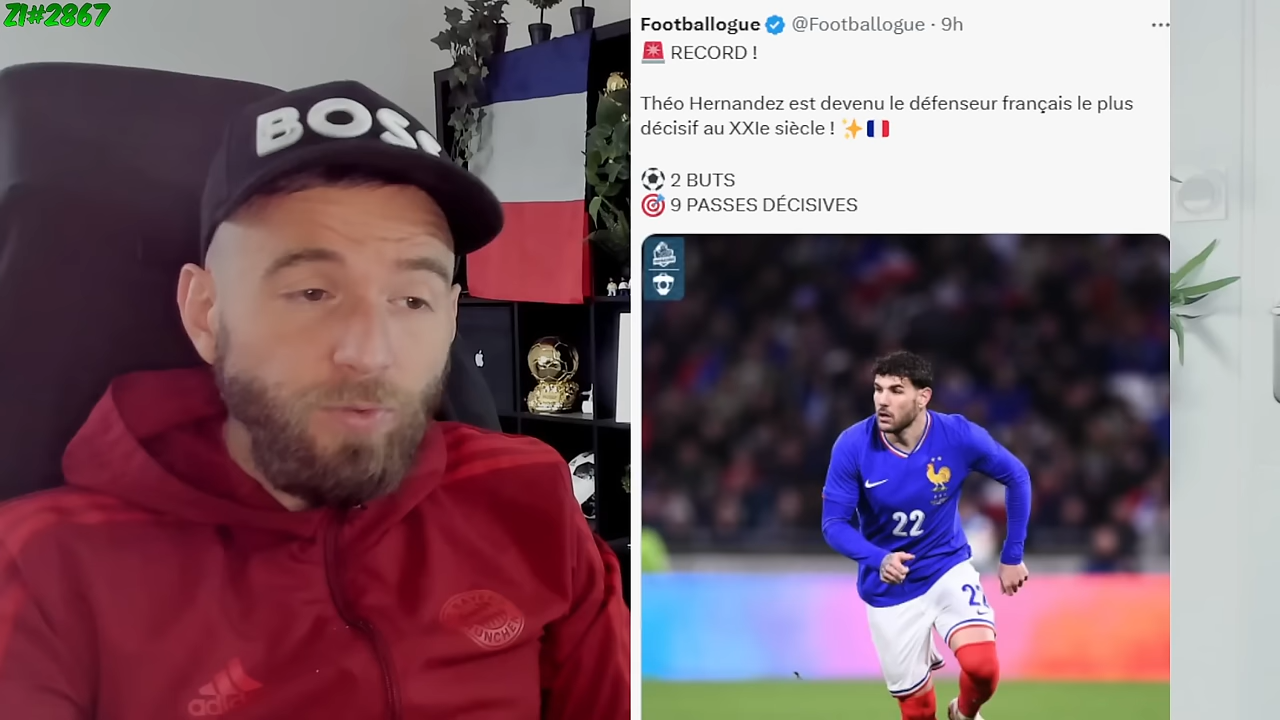 ZI#2867
BOSS
Footballogue @Footballogue · 9h
RECORD !
Théo Hernandez est devenu le défenseur français le plus
décisif au XXIe siècle !
2 BUTS
9 PASSES DÉCISIVES
22
22
adidas